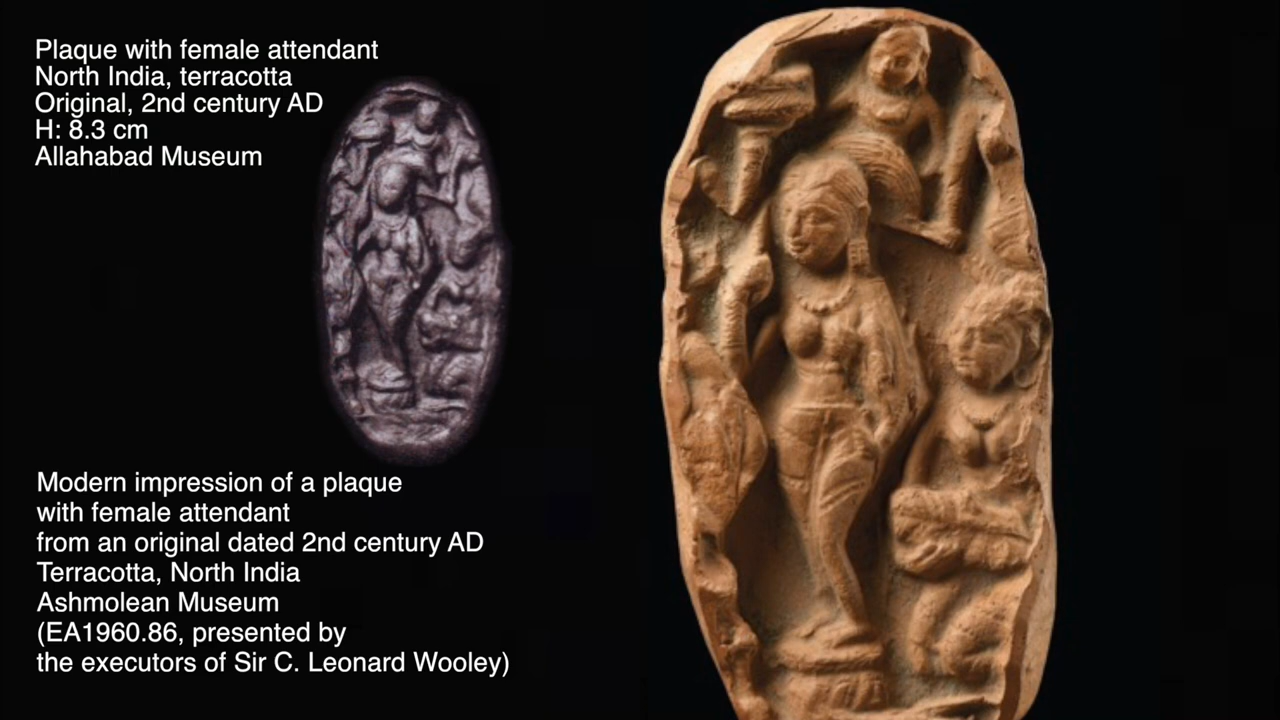 Plaque with female attendant
North India, terracotta
Original, 2nd century AD
H: 8.3 cm
Allahabad Museum
Modern impression of a plaque
with female attendant
from an original dated 2nd century AD
Terracotta, North India
Ashmolean Museum
(EA1960.86, presented by
the executors of Sir C. Leonard Wooley)